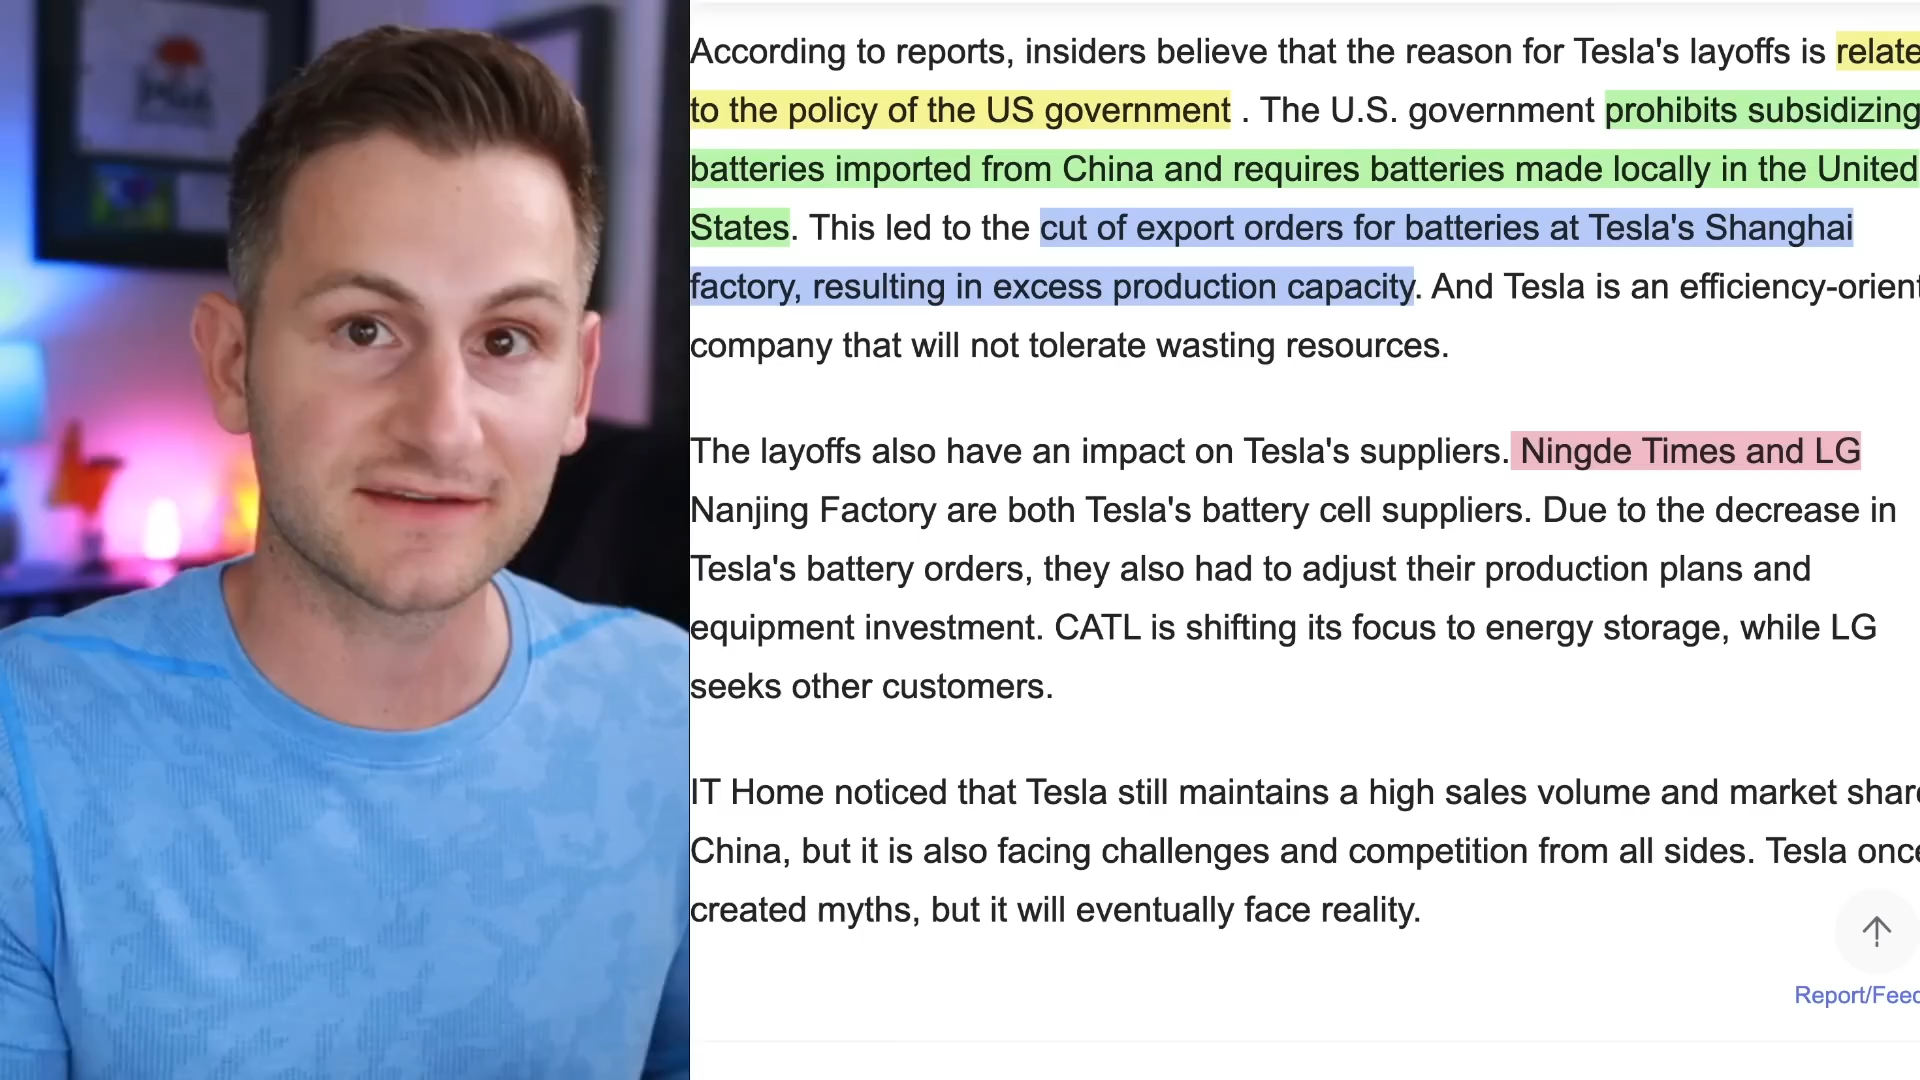 According to reports, insiders believe that the reason for Tesla's layoffs is relate
to the policy of the US government . The U.S. government prohibits subsidizing
batteries imported from China and requires batteries made locally in the United
States. This led to the cut of export orders for batteries at Tesla's Shanghai
factory, resulting in excess production capacity. And Tesla is an efficiency-orient
company that will not tolerate wasting resources.
The layoffs also have an impact on Tesla's suppliers. Ningde Times and LG
Nanjing Factory are both Tesla's battery cell suppliers. Due to the decrease in
Tesla's battery orders, they also had to adjust their production plans and
equipment investment. CATL is shifting its focus to energy storage, while LG
seeks other customers.
IT Home noticed that Tesla still maintains a high sales volume and market share
China, but it is also facing challenges and competition from all sides. Tesla once
created myths, but it will eventually face reality.
Report/Feed